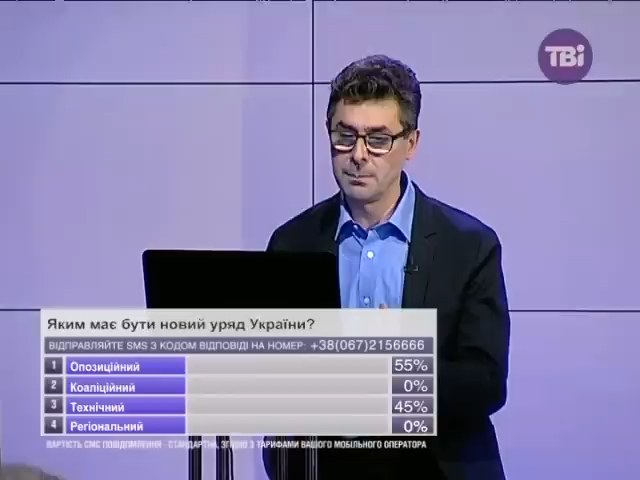 ТВі
Яким має бути новий уряд України?
ВІДПРАВЛЯЙТЕ SMS З КОДОМ ВІДПОВІДІ НА НОМЕР: +38(067)2156666
1 Опозиційний 55%
2 Коаліційний 0%
3 Технічний 45%
4 Регіональний 0%
ВАРТІСТЬ СМС ПОВІДОМЛЕННЯ - СТАНДАРТНА, ЗГІДНО З ТАРИФАМИ ВАШОГО МОБІЛЬНОГО ОПЕРАТОРА